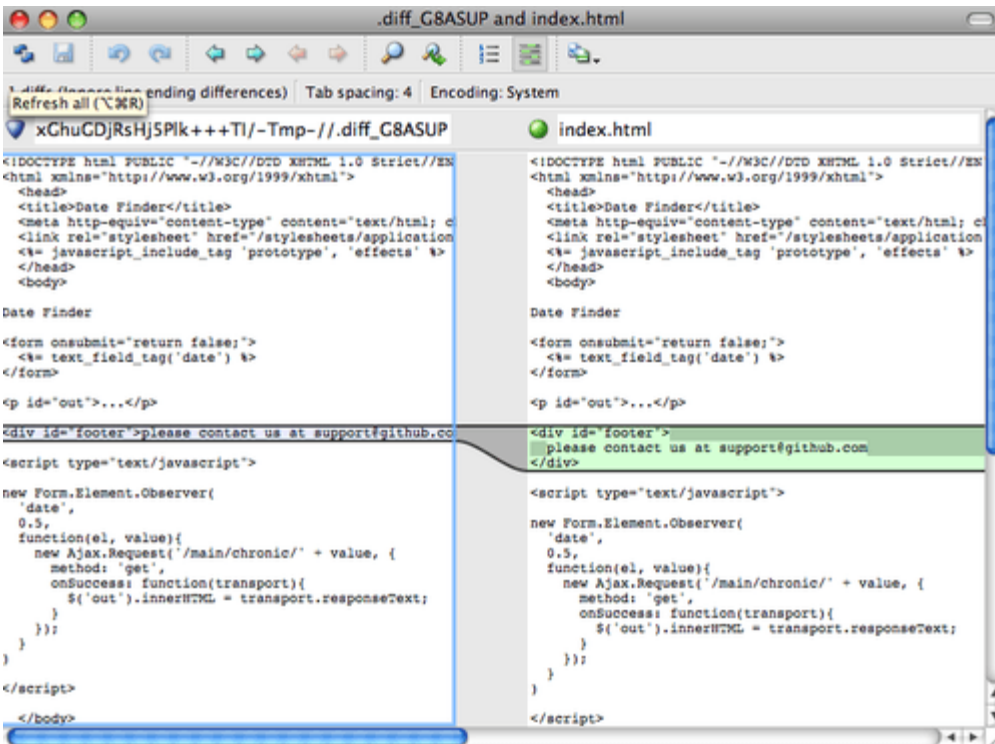 .diff_G8ASUP and index.html
ending differences) Tab spacing: 4 Encoding: System
Refresh all (⌥⌘R)
xGhuGDjRsHj5Plk+++TI/-Tmp-//.diff_G8ASUP
<!DOCTYPE html PUBLIC "-//W3C//DTD XHTML 1.0 Strict//EN
<html xmlns="http://www.w3.org/1999/xhtml">
<head>
<title>Date Finder</title>
<meta http-equiv="content-type" content="text/html; c
<link rel="stylesheet" href="/stylesheets/application
<%= javascript_include_tag 'prototype', 'effects' %>
</head>
<body>
Date Finder
<form onsubmit="return false;">
<%= text_field_tag('date') %>
</form>
<p id="out">...</p>
<div id="footer">please contact us at support@github.co
<script type="text/javascript">
new Form.Element.Observer(
'date',
0.5,
function(el, value){
new Ajax.Request('/main/chronic/' + value, {
method: 'get',
onSuccess: function(transport){
$('out').innerHTML = transport.responseText;
}
});
}
)
</script>
</body>
index.html
<!DOCTYPE html PUBLIC "-//W3C//DTD XHTML 1.0 Strict//EN
<html xmlns="http://www.w3.org/1999/xhtml">
<head>
<title>Date Finder</title>
<meta http-equiv="content-type" content="text/html; cl
<link rel="stylesheet" href="/stylesheets/application
<%= javascript_include_tag 'prototype', 'effects' %>
</head>
<body>
Date Finder
<form onsubmit="return false;">
<%= text_field_tag('date') %>
</form>
<p id="out">...</p>
<div id="footer">
please contact us at support@github.com
</div>
<script type="text/javascript">
new Form.Element.Observer(
'date',
0.5,
function(el, value){
new Ajax.Request('/main/chronic/' + value, {
method: 'get',
onSuccess: function(transport){
$('out').innerHTML = transport.responseText;
}
});
}
)
</script>